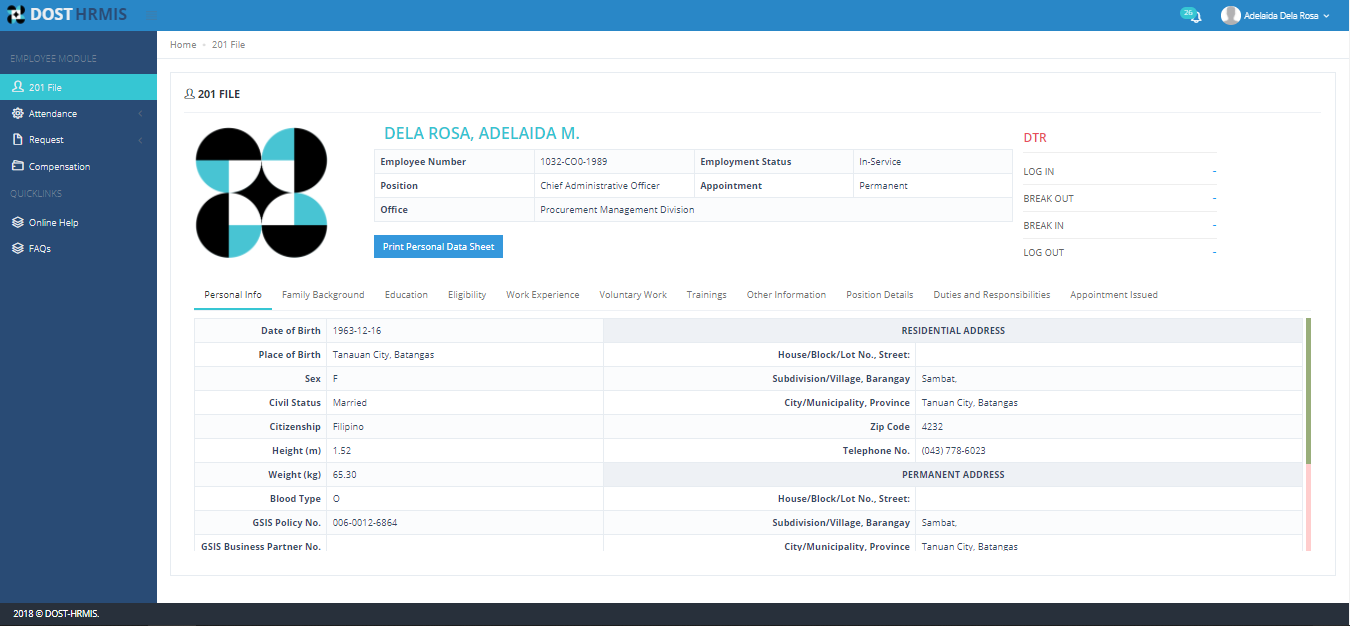 DOST HRMIS
26
Adelaida Dela Rosa
EMPLOYEE MODULE
201 File
Attendance
Request
Compensation
QUICKLINKS
Online Help
FAQs
Home 201 File
201 FILE
DELA ROSA, ADELAIDA M.
Employee Number 1032-CO0-1989 Employment Status In-Service
Position Chief Administrative Officer Appointment Permanent
Office Procurement Management Division
Print Personal Data Sheet
DTR
LOG IN -
BREAK OUT -
BREAK IN -
LOG OUT -
Personal Info Family Background Education Eligibility Work Experience Voluntary Work Trainings Other Information Position Details Duties and Responsibilities Appointment Issued
Date of Birth 1963-12-16 RESIDENTIAL ADDRESS
Place of Birth Tanauan City, Batangas House/Block/Lot No., Street:
Sex F Subdivision/Village, Barangay Sambat,
Civil Status Married City/Municipality, Province Tanuan City, Batangas
Citizenship Filipino Zip Code 4232
Height (m) 1.52 Telephone No. (043) 778-6023
Weight (kg) 65.30 PERMANENT ADDRESS
Blood Type O House/Block/Lot No., Street:
GSIS Policy No. 006-0012-6864 Subdivision/Village, Barangay Sambat,
GSIS Business Partner No. City/Municipality, Province Tanuan City, Batangas
2018 © DOST-HRMIS.